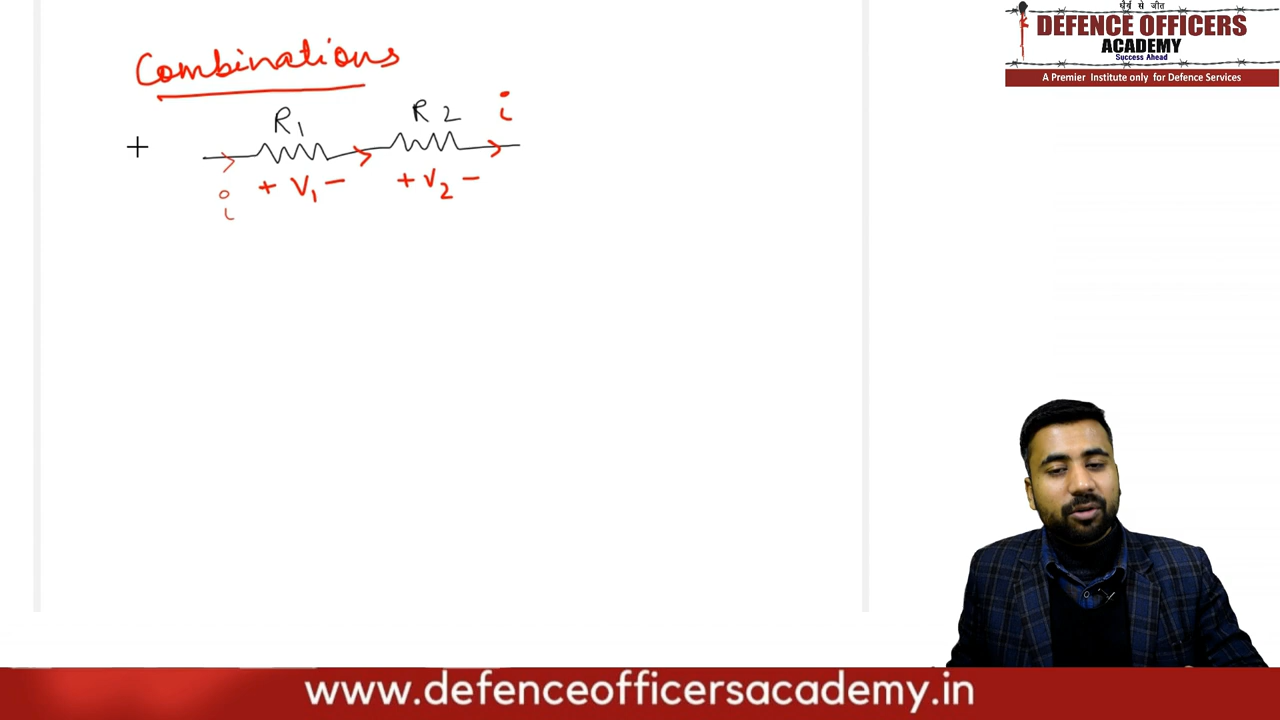 Combinations
R1 R2 i
+
i + V1 - + V2 -
धैर्य से जीत
DEFENCE OFFICERS
ACADEMY
Success Ahead
A Premier Institute only for Defence Services
www.defenceofficersacademy.in